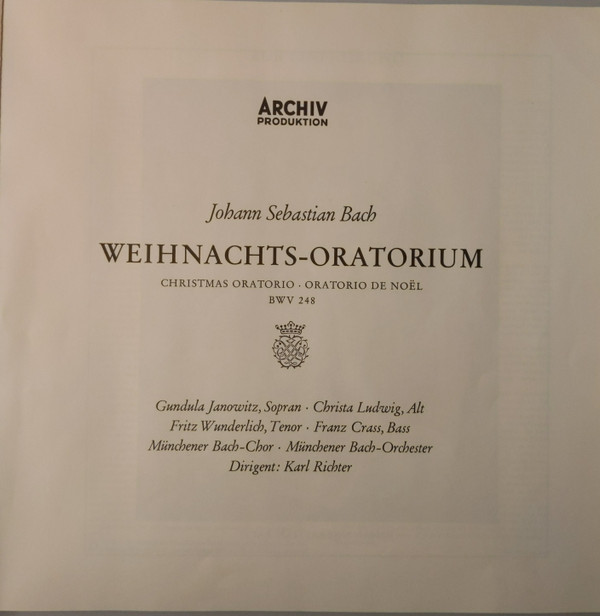 ARCHIV
PRODUKTION
Johann Sebastian Bach
WEIHNACHTS-ORATORIUM
CHRISTMAS ORATORIO · ORATORIO DE NOËL
BWV 248
Gundula Janowitz, Sopran · Christa Ludwig, Alt
Fritz Wunderlich, Tenor · Franz Crass, Bass
Münchener Bach-Chor · Münchener Bach-Orchester
Dirigent: Karl Richter